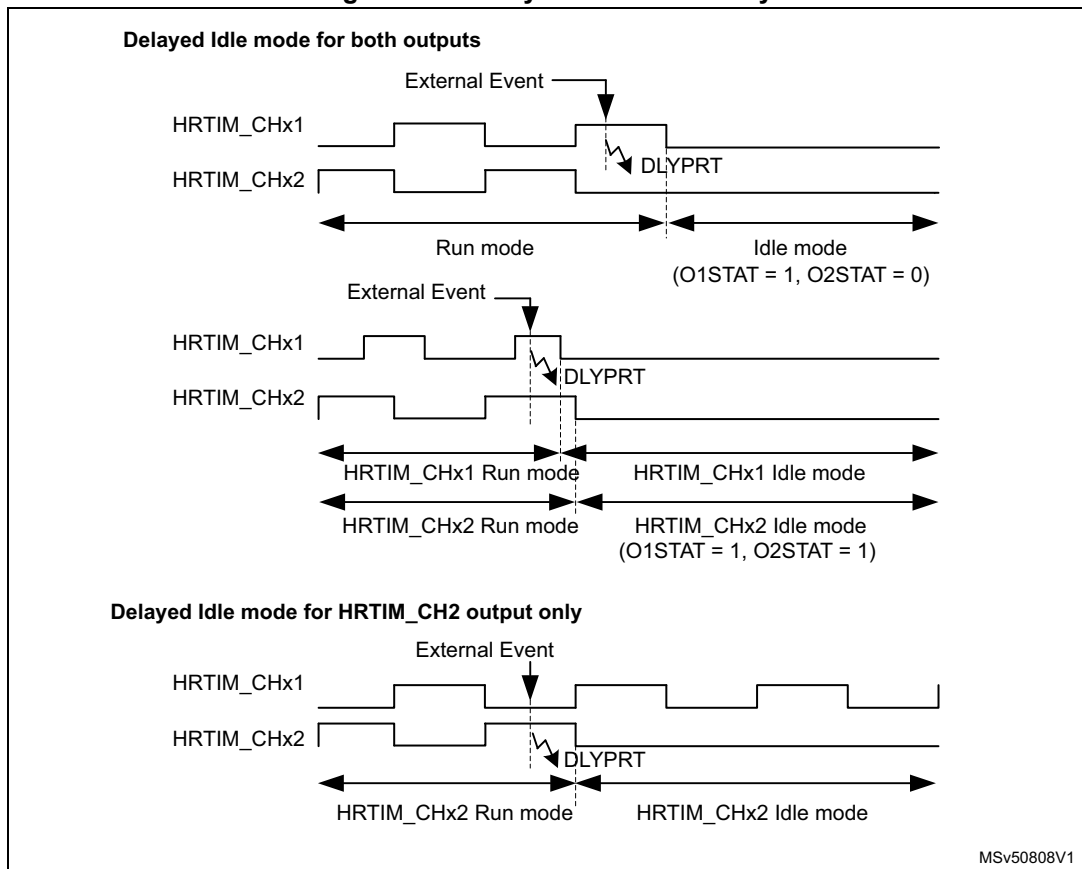 Delayed Idle mode for both outputs
External Event
HRTIM_CHx1
DLYPRT
HRTIM_CHx2
Run mode
Idle mode
(O1STAT = 1, O2STAT = 0)
External Event
HRTIM_CHx1
DLYPRT
HRTIM_CHx2
HRTIM_CHx1 Run mode
HRTIM_CHx1 Idle mode
HRTIM_CHx2 Run mode
HRTIM_CHx2 Idle mode
(O1STAT = 1, O2STAT = 1)
Delayed Idle mode for HRTIM_CH2 output only
External Event
HRTIM_CHx1
HRTIM_CHx2
DLYPRT
HRTIM_CHx2 Run mode
HRTIM_CHx2 Idle mode
MSv50808V1